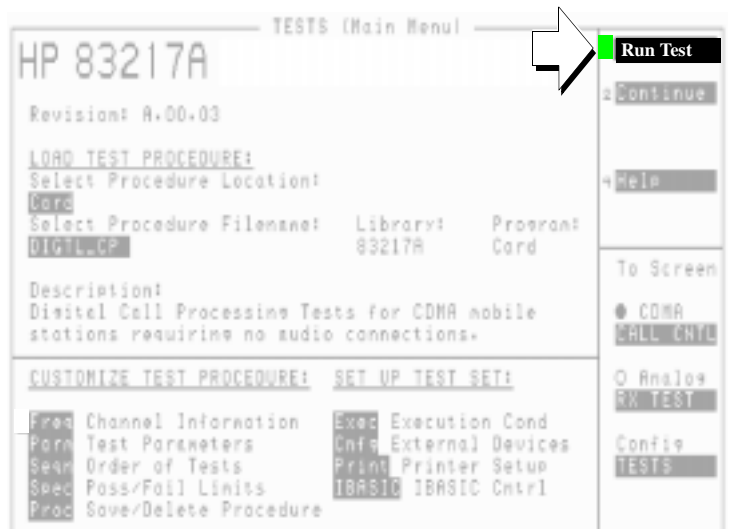 TESTS (Main Menu)
HP 83217A
Revision: A.00.03
LOAD TEST PROCEDURE:
Select Procedure Location:
Card
Select Procedure Filename: Library: Program:
DIGTL_CP 83217A Card
Description:
Digital Call Processing Tests for CDMA mobile
stations requiring no audio connections.
CUSTOMIZE TEST PROCEDURE: SET UP TEST SET:
Freq Channel Information Exec Execution Cond
Parm Test Parameters Cnfg External Devices
Seqn Order of Tests Print Printer Setup
Spec Pass/Fail Limits IBASIC IBASIC Cntrl
Proc Save/Delete Procedure
Run Test
2 Continue
4 Help
To Screen
CDMA
CALL CNTL
Analog
RX TEST
Config
TESTS